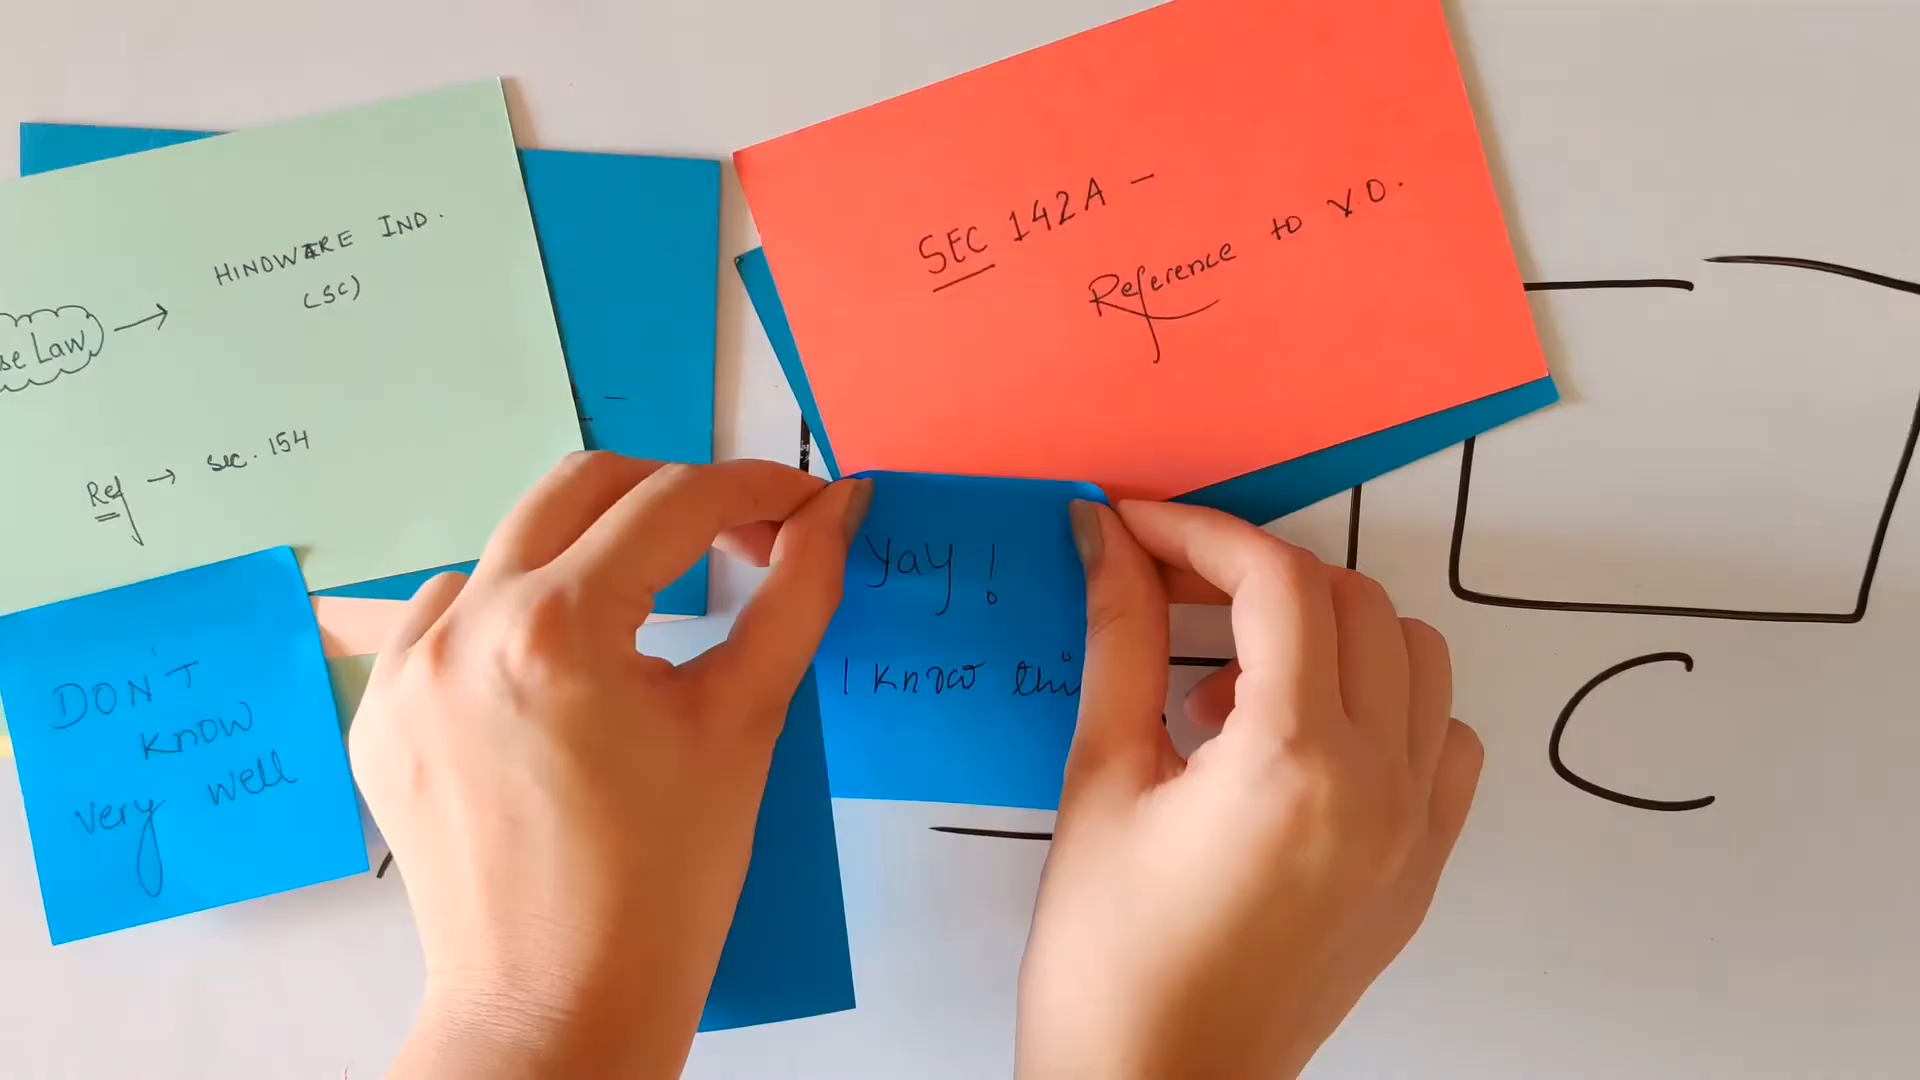 HINDWARE IND.
(SC)
se Law
Ref → Sec. 154
SEC 142A –
Reference to V.O.
Yay!
I know thi
DON'T
know
very well
C